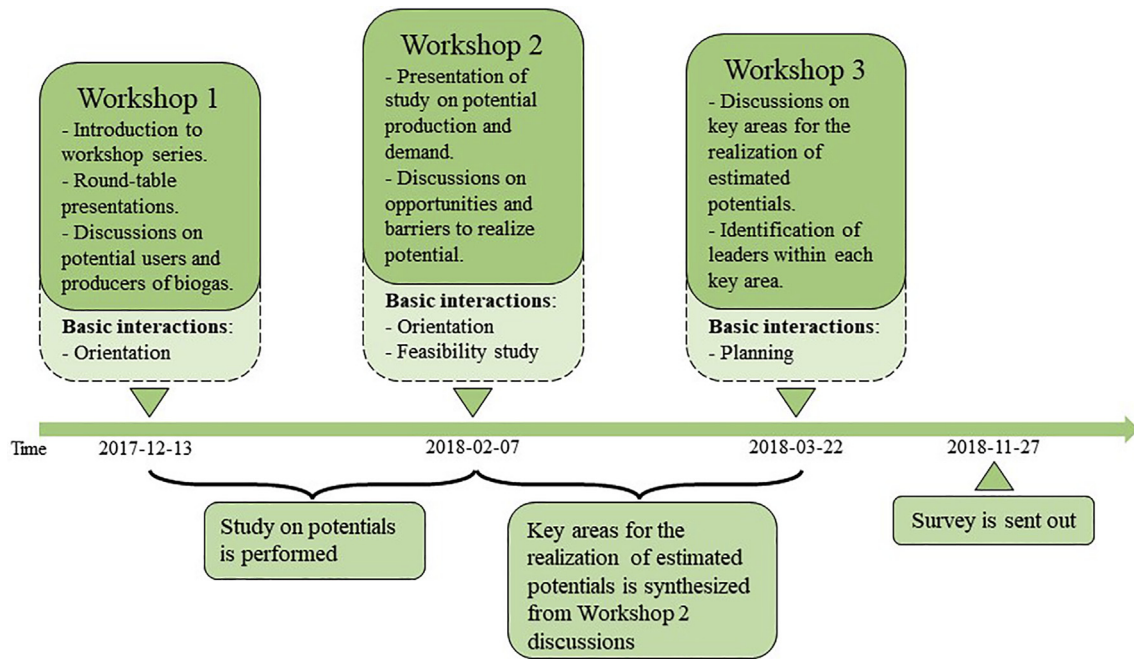 Workshop 1
- Introduction to
workshop series.
- Round-table
presentations.
- Discussions on
potential users and
producers of biogas.
Basic interactions:
- Orientation
Workshop 2
- Presentation of
study on potential
production and
demand.
- Discussions on
opportunities and
barriers to realize
potential.
Basic interactions:
- Orientation
- Feasibility study
Workshop 3
- Discussions on
key areas for the
realization of
estimated
potentials.
- Identification of
leaders within each
key area.
Basic interactions:
- Planning
Time
2017-12-13
2018-02-07
2018-03-22
2018-11-27
Study on potentials
is performed
Key areas for the
realization of estimated
potentials is synthesized
from Workshop 2
discussions
Survey is sent out